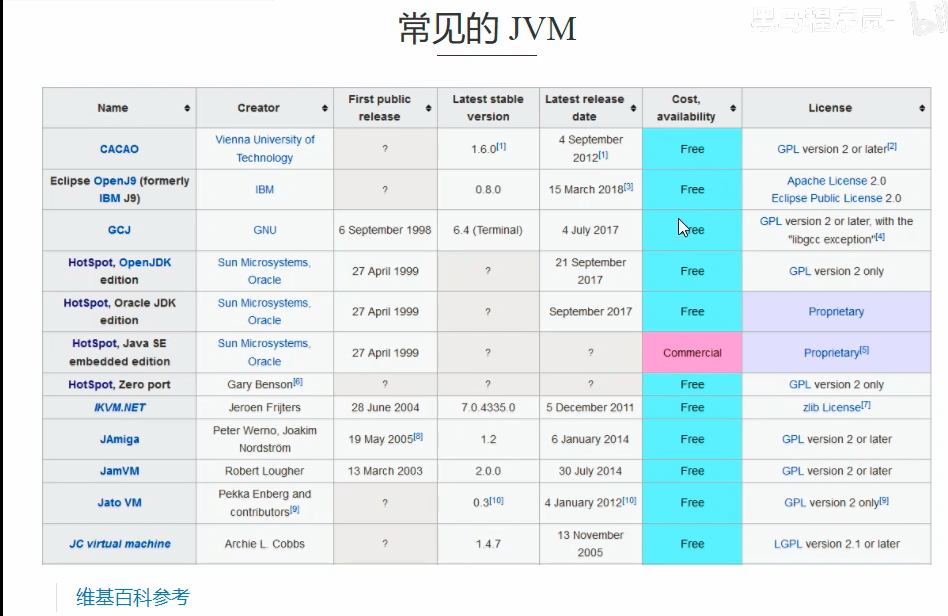 常见的 JVM
黑马程序员-
Name Creator First public release Latest stable version Latest release date Cost, availability License
CACAO Vienna University of Technology ? 1.6.0[1] 4 September 2012[1] Free GPL version 2 or later[2]
Eclipse OpenJ9 (formerly IBM J9) IBM ? 0.8.0 15 March 2018[3] Free Apache License 2.0 Eclipse Public License 2.0
GCJ GNU 6 September 1998 6.4 (Terminal) 4 July 2017 Free GPL version 2 or later, with the "libgcc exception"[4]
HotSpot, OpenJDK edition Sun Microsystems, Oracle 27 April 1999 ? 21 September 2017 Free GPL version 2 only
HotSpot, Oracle JDK edition Sun Microsystems, Oracle 27 April 1999 ? September 2017 Free Proprietary
HotSpot, Java SE embedded edition Sun Microsystems, Oracle 27 April 1999 ? ? Commercial Proprietary[5]
HotSpot, Zero port Gary Benson[6] ? ? ? Free GPL version 2 only
IKVM.NET Jeroen Frijters 28 June 2004 7.0.4335.0 5 December 2011 Free zlib License[7]
JAmiga Peter Werno, Joakim Nordström 19 May 2005[8] 1.2 6 January 2014 Free GPL version 2 or later
JamVM Robert Lougher 13 March 2003 2.0.0 30 July 2014 Free GPL version 2 or later
Jato VM Pekka Enberg and contributors[9] ? 0.3[10] 4 January 2012[10] Free GPL version 2 only[9]
JC virtual machine Archie L. Cobbs ? 1.4.7 13 November 2005 Free LGPL version 2.1 or later
维基百科参考